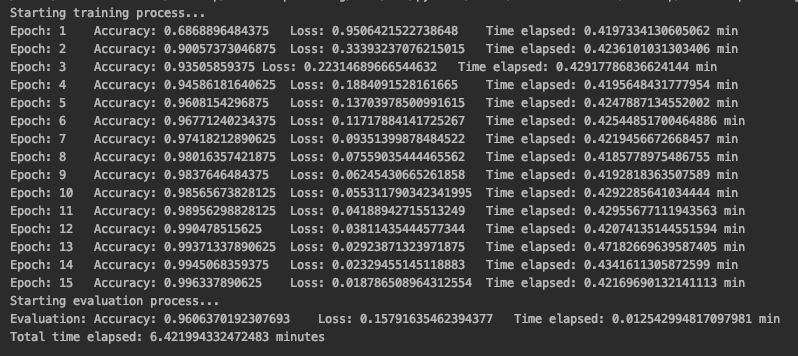 Starting training process...
Epoch: 1 Accuracy: 0.6868896484375 Loss: 0.9506421522738648 Time elapsed: 0.4197334130605062 min
Epoch: 2 Accuracy: 0.90057373046875 Loss: 0.33393237076215015 Time elapsed: 0.4236101031303406 min
Epoch: 3 Accuracy: 0.93505859375 Loss: 0.22314689666544632 Time elapsed: 0.42917786836624144 min
Epoch: 4 Accuracy: 0.94586181640625 Loss: 0.1884091528161665 Time elapsed: 0.4195648431777954 min
Epoch: 5 Accuracy: 0.9608154296875 Loss: 0.13703978500991615 Time elapsed: 0.4247887134552002 min
Epoch: 6 Accuracy: 0.96771240234375 Loss: 0.11717884141725267 Time elapsed: 0.42544851700464886 min
Epoch: 7 Accuracy: 0.97418212890625 Loss: 0.09351399878484522 Time elapsed: 0.4219456672668457 min
Epoch: 8 Accuracy: 0.98016357421875 Loss: 0.07559035444465562 Time elapsed: 0.4185778975486755 min
Epoch: 9 Accuracy: 0.9837646484375 Loss: 0.06245430665261858 Time elapsed: 0.4192818363507589 min
Epoch: 10 Accuracy: 0.98565673828125 Loss: 0.055311790342341995 Time elapsed: 0.4292285641034444 min
Epoch: 11 Accuracy: 0.98956298828125 Loss: 0.04188942715513249 Time elapsed: 0.42955677111943563 min
Epoch: 12 Accuracy: 0.990478515625 Loss: 0.03811435444577344 Time elapsed: 0.42074135144551594 min
Epoch: 13 Accuracy: 0.99371337890625 Loss: 0.02923871323971875 Time elapsed: 0.47182669639587405 min
Epoch: 14 Accuracy: 0.9945068359375 Loss: 0.02329455145118883 Time elapsed: 0.4341611305872599 min
Epoch: 15 Accuracy: 0.996337890625 Loss: 0.018786508964312554 Time elapsed: 0.42169690132141113 min
Starting evaluation process...
Evaluation: Accuracy: 0.9606370192307693 Loss: 0.15791635462394377 Time elapsed: 0.012542994817097981 min
Total time elapsed: 6.421994332472483 minutes